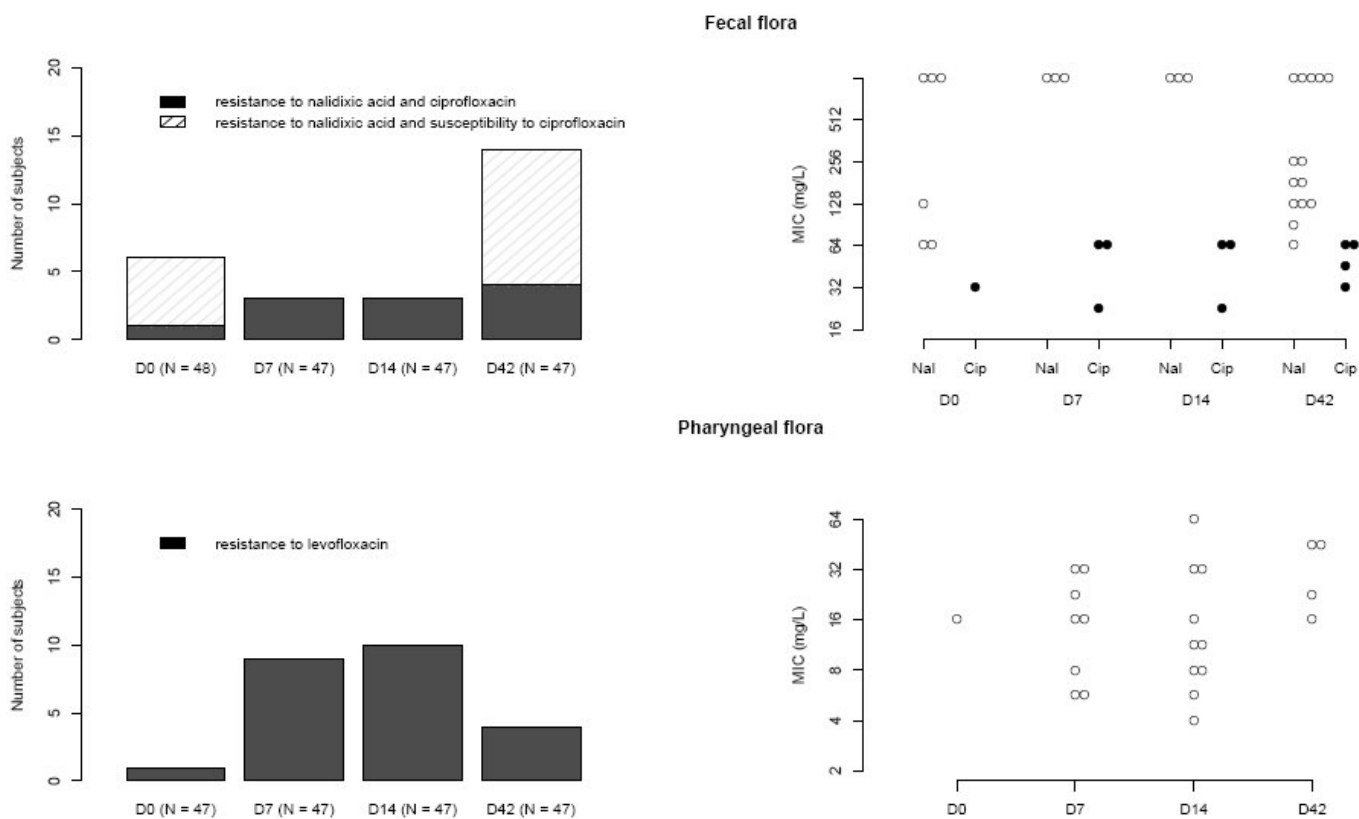 Fecal flora
Number of subjects
20
15
10
5
0
resistance to nalidixic acid and ciprofloxacin
resistance to nalidixic acid and susceptibility to ciprofloxacin
D0 (N = 48)
D7 (N = 47)
D14 (N = 47)
D42 (N = 47)
MIC (mg/L)
512
256
128
64
32
16
Nal Cip Nal Cip Nal Cip Nal Cip
D0 D7 D14 D42
Pharyngeal flora
Number of subjects
20
15
10
5
0
resistance to levofloxacin
D0 (N = 47)
D7 (N = 47)
D14 (N = 47)
D42 (N = 47)
MIC (mg/L)
64
32
16
8
4
2
D0 D7 D14 D42